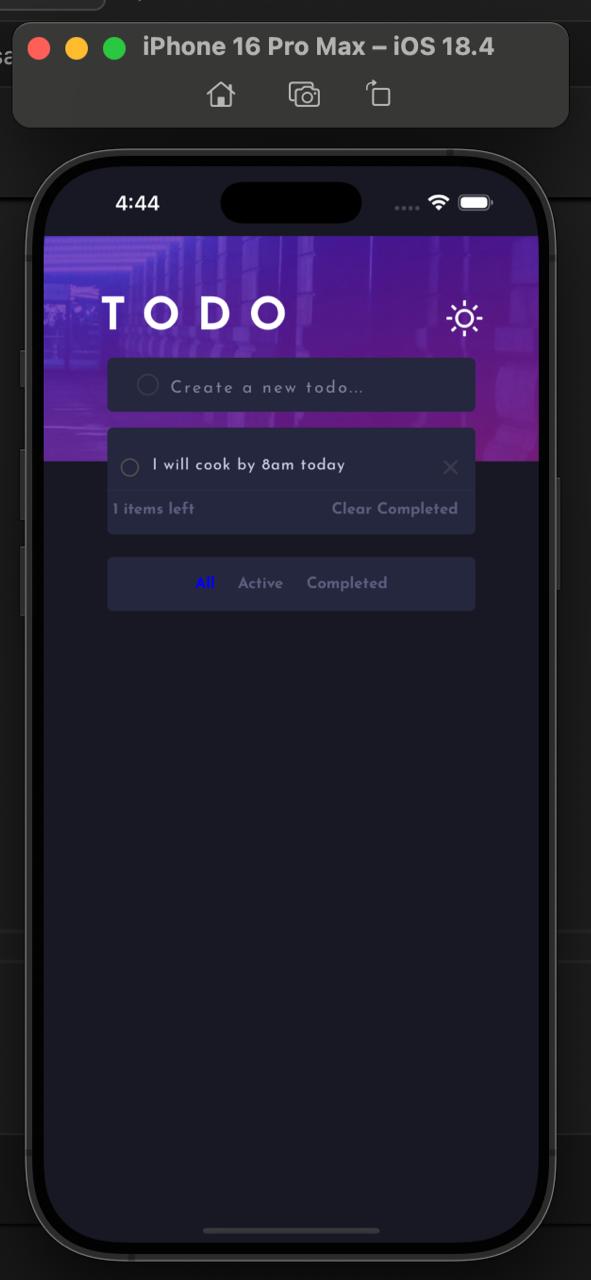 iPhone 16 Pro Max – iOS 18.4
4:44
TODO
Create a new todo...
I will cook by 8am today
1 items left Clear Completed
All Active Completed